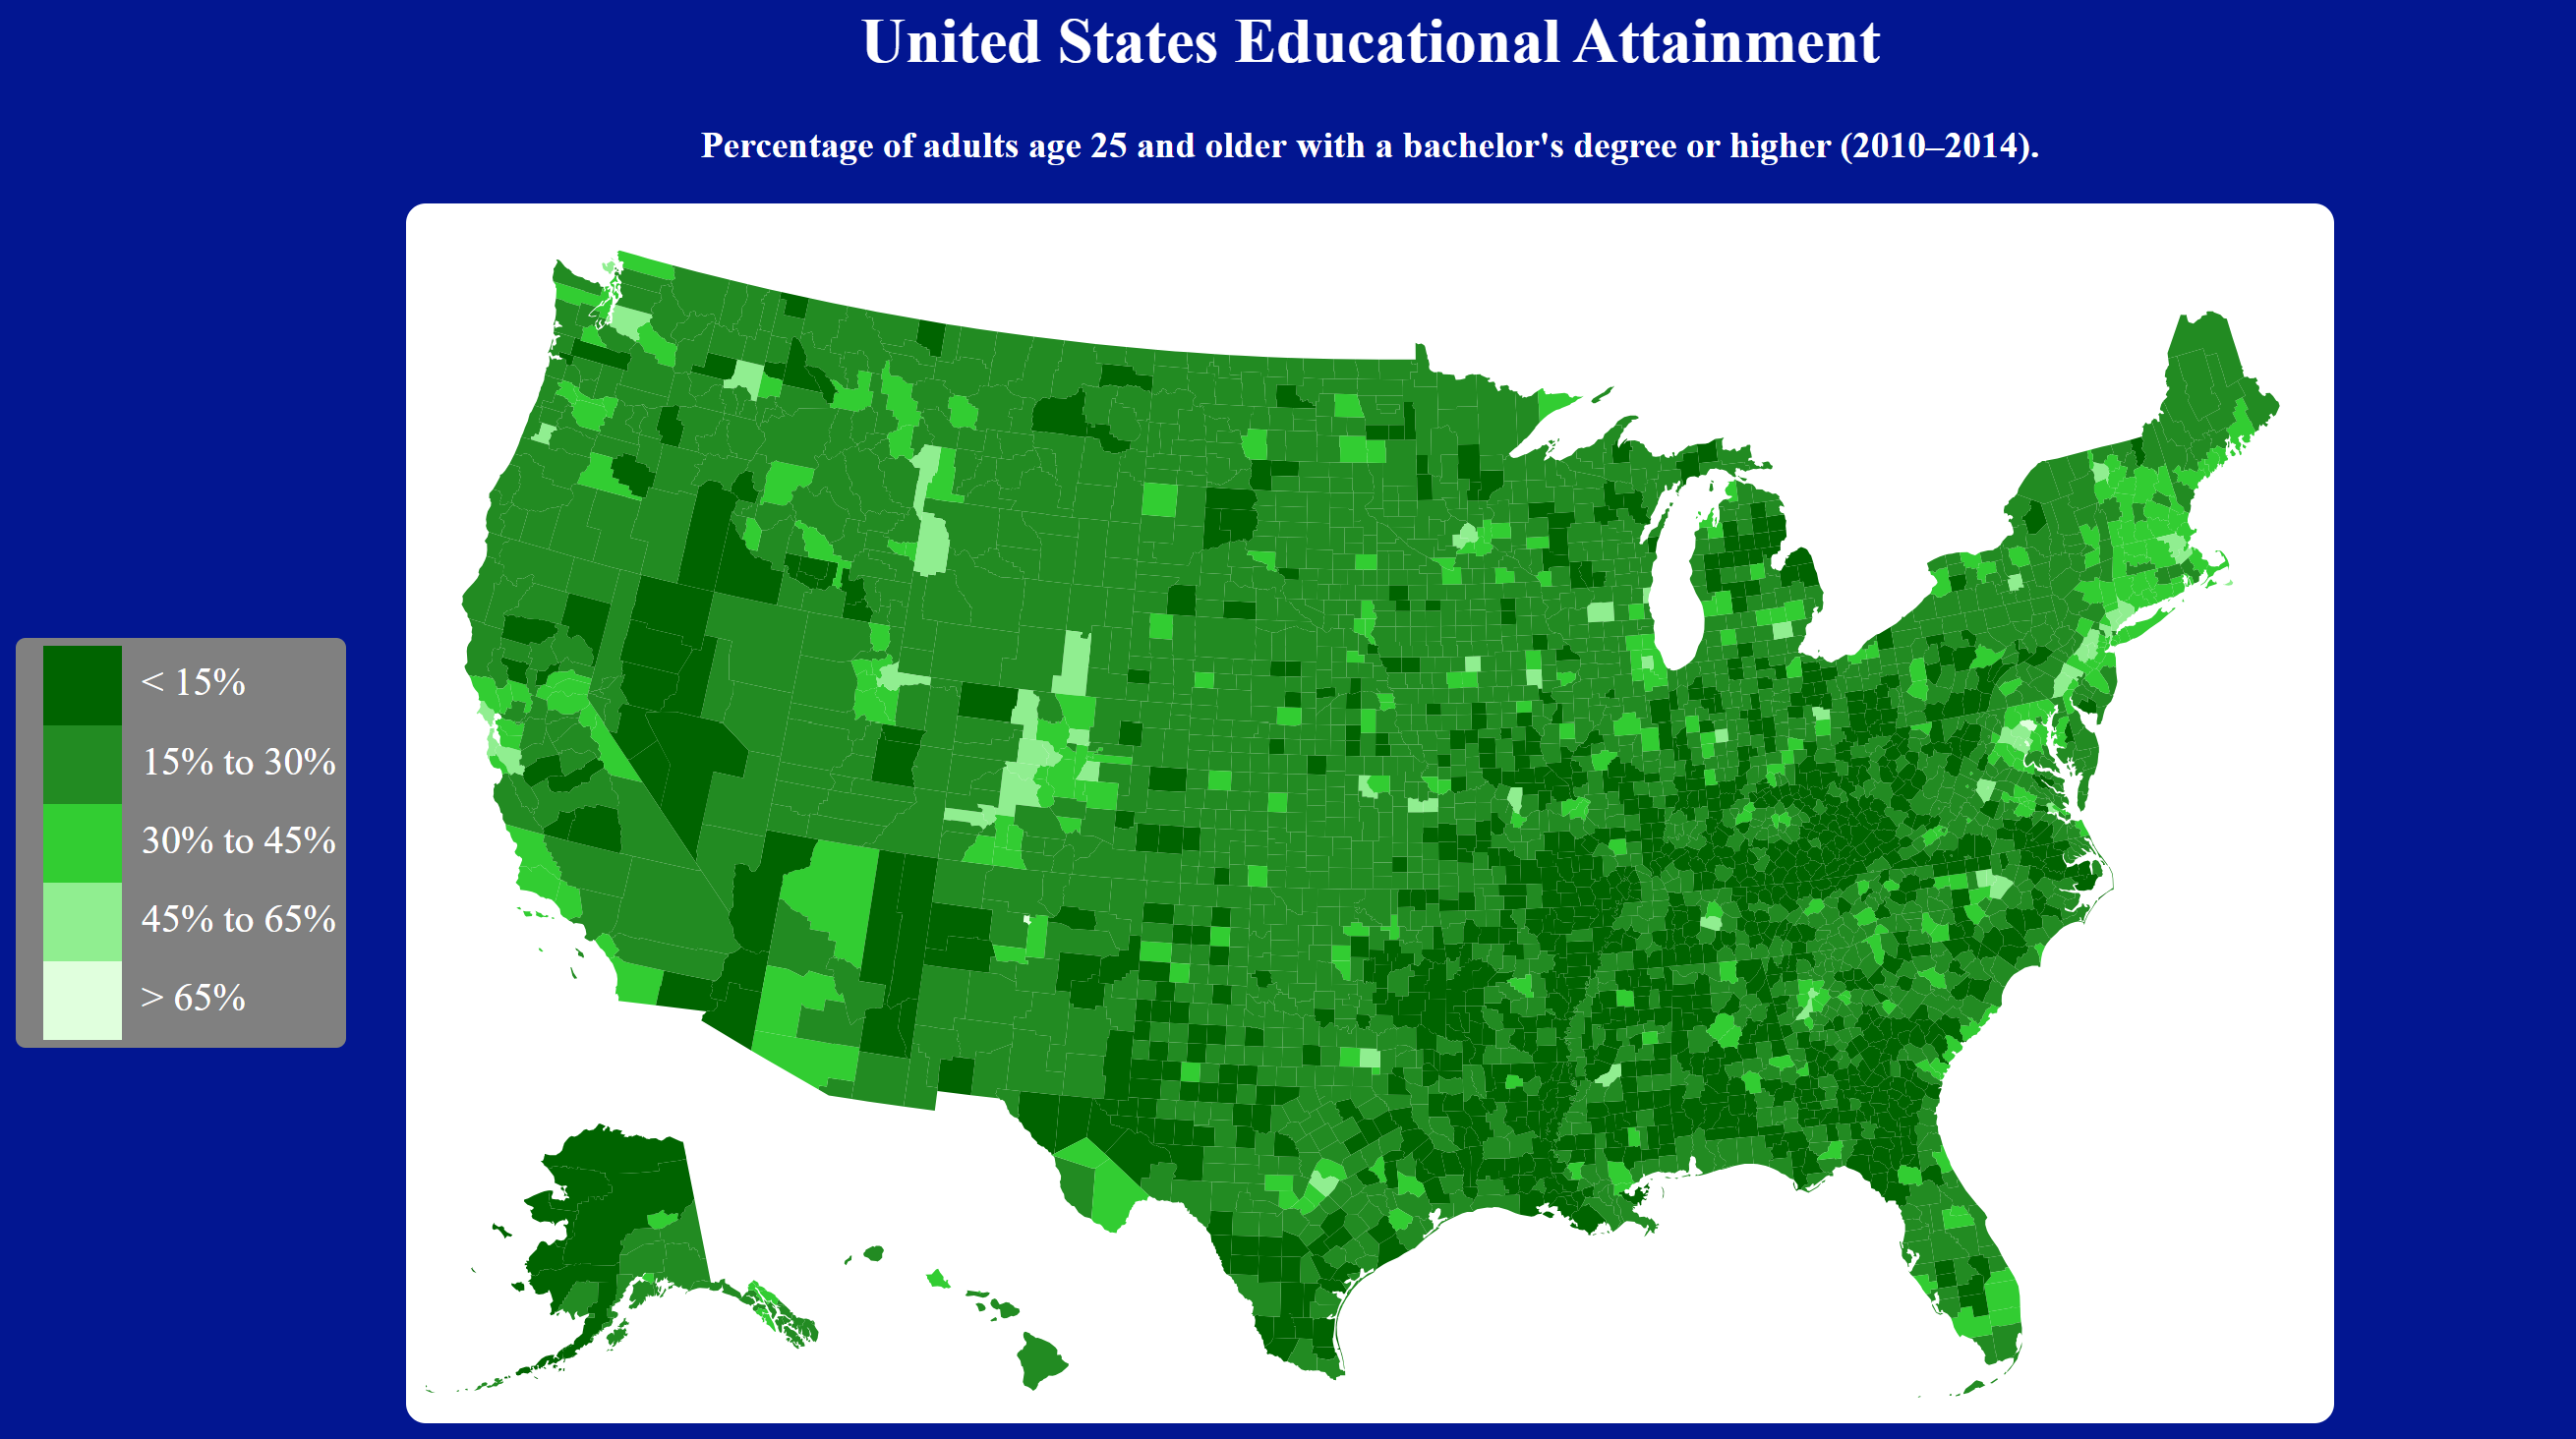 United States Educational Attainment
Percentage of adults age 25 and older with a bachelor's degree or higher (2010–2014).
< 15%
15% to 30%
30% to 45%
45% to 65%
> 65%